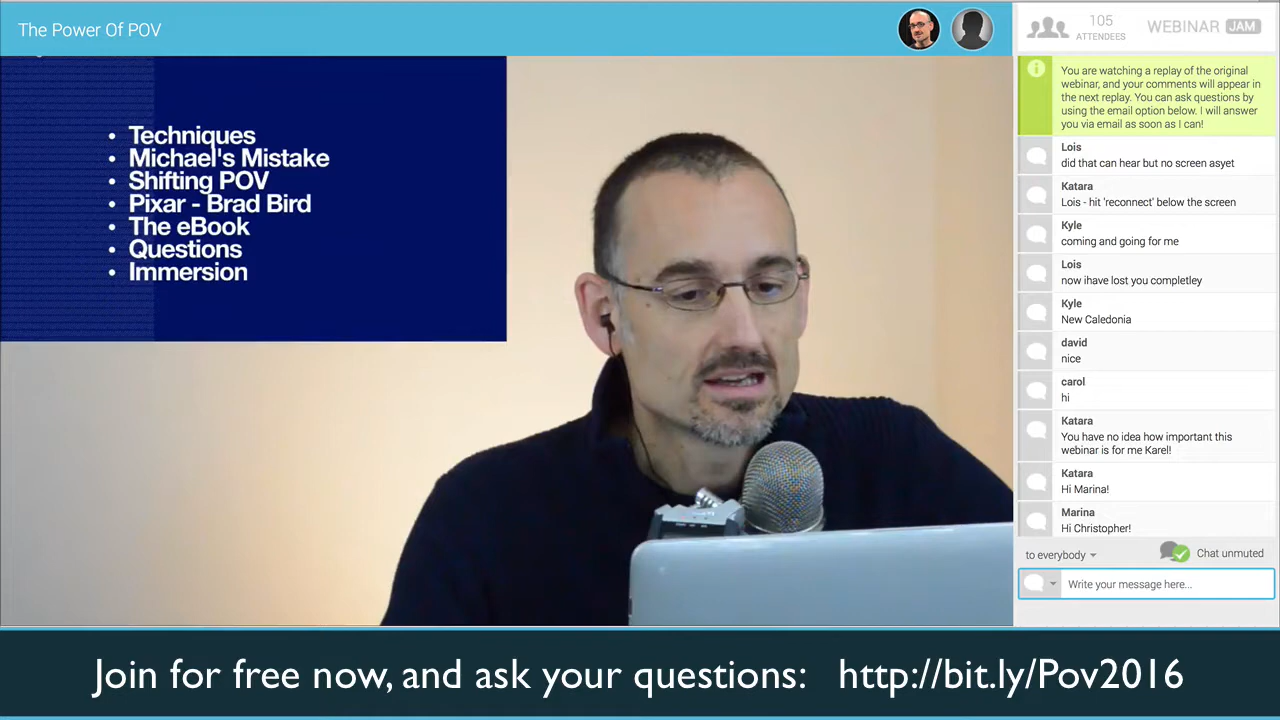 The Power Of POV
105
ATTENDEES
WEBINAR JAM
• Techniques
• Michael's Mistake
• Shifting POV
• Pixar - Brad Bird
• The eBook
• Questions
• Immersion
You are watching a replay of the original
webinar, and your comments will appear in
the next replay. You can ask questions by
using the email option below. I will answer
you via email as soon as I can!
Lois
did that can hear but no screen asyet
Katara
Lois - hit 'reconnect' below the screen
Kyle
coming and going for me
Lois
now ihave lost you completley
Kyle
New Caledonia
david
nice
carol
hi
Katara
You have no idea how important this
webinar is for me Karel!
Katara
Hi Marina!
Marina
Hi Christopher!
to everybody
Chat unmuted
Write your message here...
Join for free now, and ask your questions: http://bit.ly/Pov2016